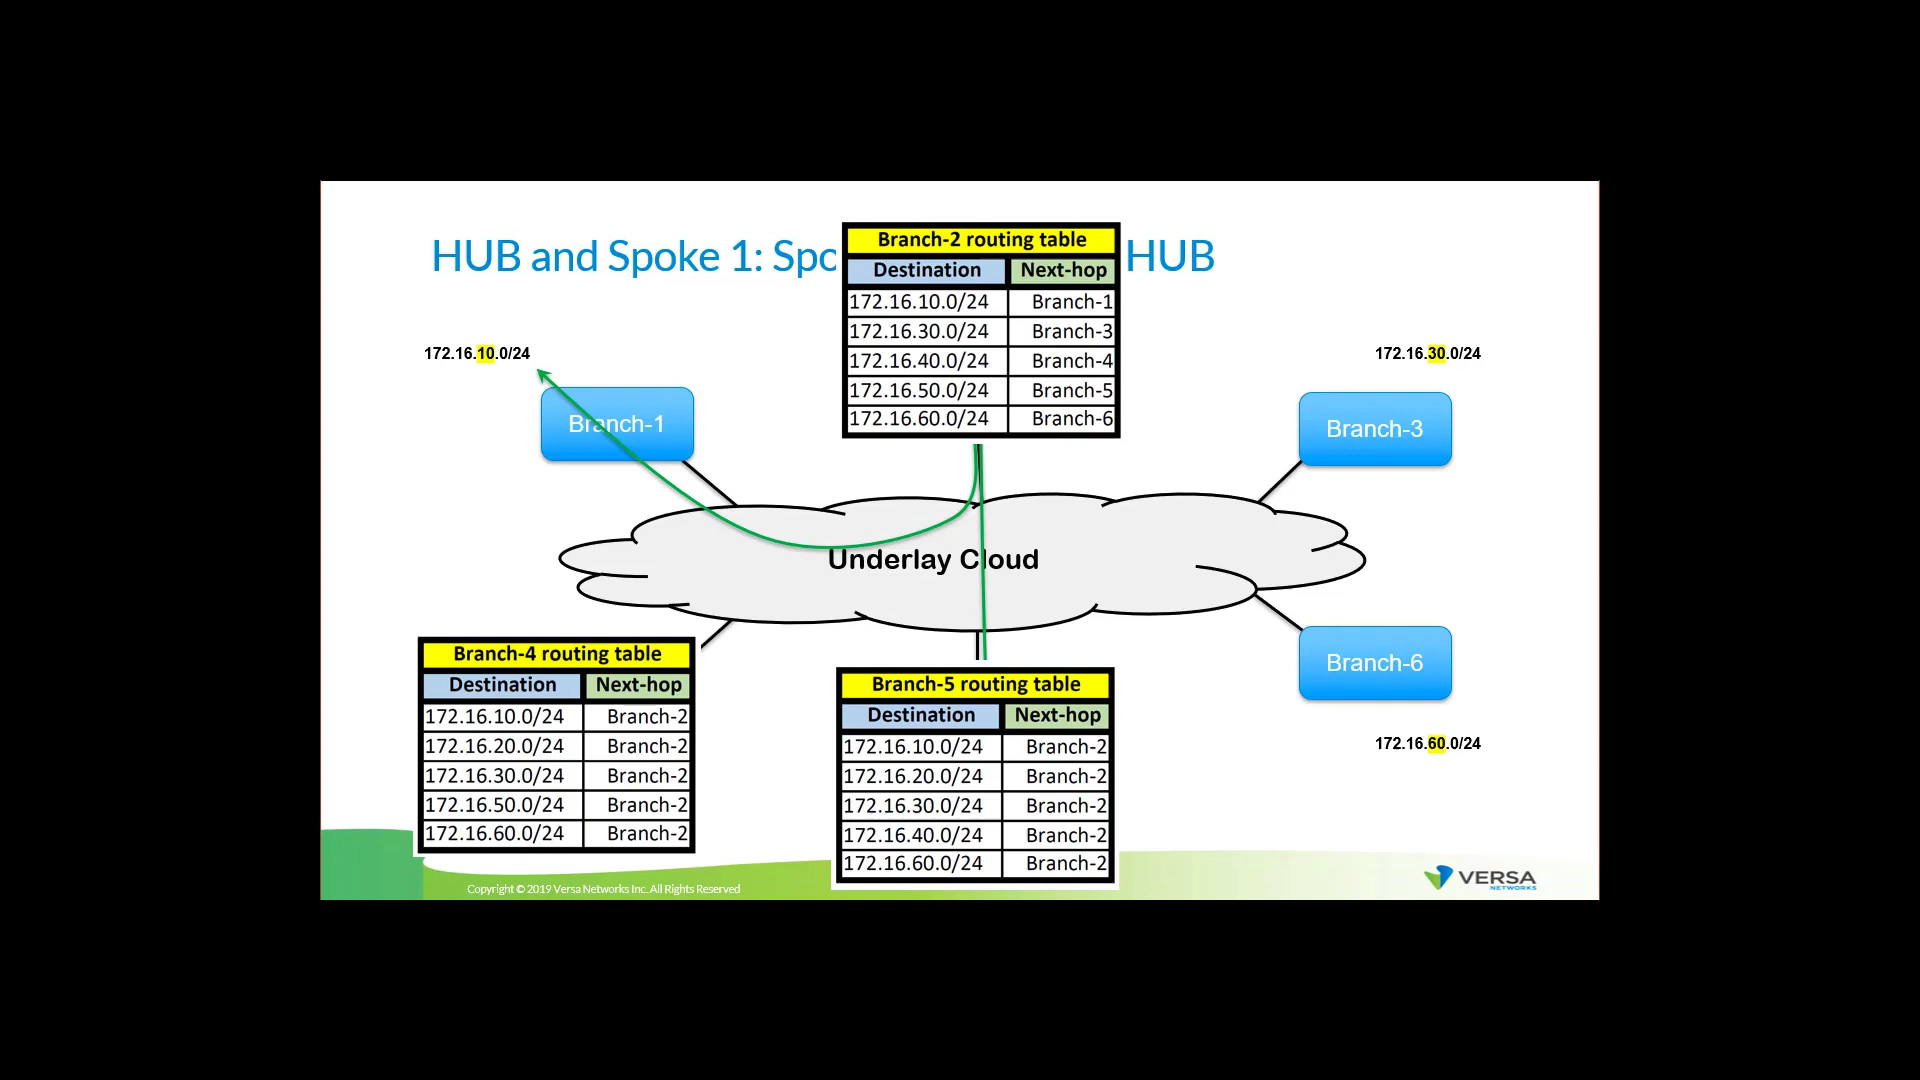 HUB and Spoke 1: Spo HUB
Branch-2 routing table
Destination Next-hop
172.16.10.0/24 Branch-1
172.16.30.0/24 Branch-3
172.16.40.0/24 Branch-4
172.16.50.0/24 Branch-5
172.16.60.0/24 Branch-6
172.16.10.0/24
172.16.30.0/24
Branch-1
Branch-3
Underlay Cloud
Branch-4 routing table
Destination Next-hop
172.16.10.0/24 Branch-2
172.16.20.0/24 Branch-2
172.16.30.0/24 Branch-2
172.16.50.0/24 Branch-2
172.16.60.0/24 Branch-2
Branch-5 routing table
Destination Next-hop
172.16.10.0/24 Branch-2
172.16.20.0/24 Branch-2
172.16.30.0/24 Branch-2
172.16.40.0/24 Branch-2
172.16.60.0/24 Branch-2
Branch-6
172.16.60.0/24
Copyright © 2019 Versa Networks Inc. All Rights Reserved
VERSA
NETWORKS